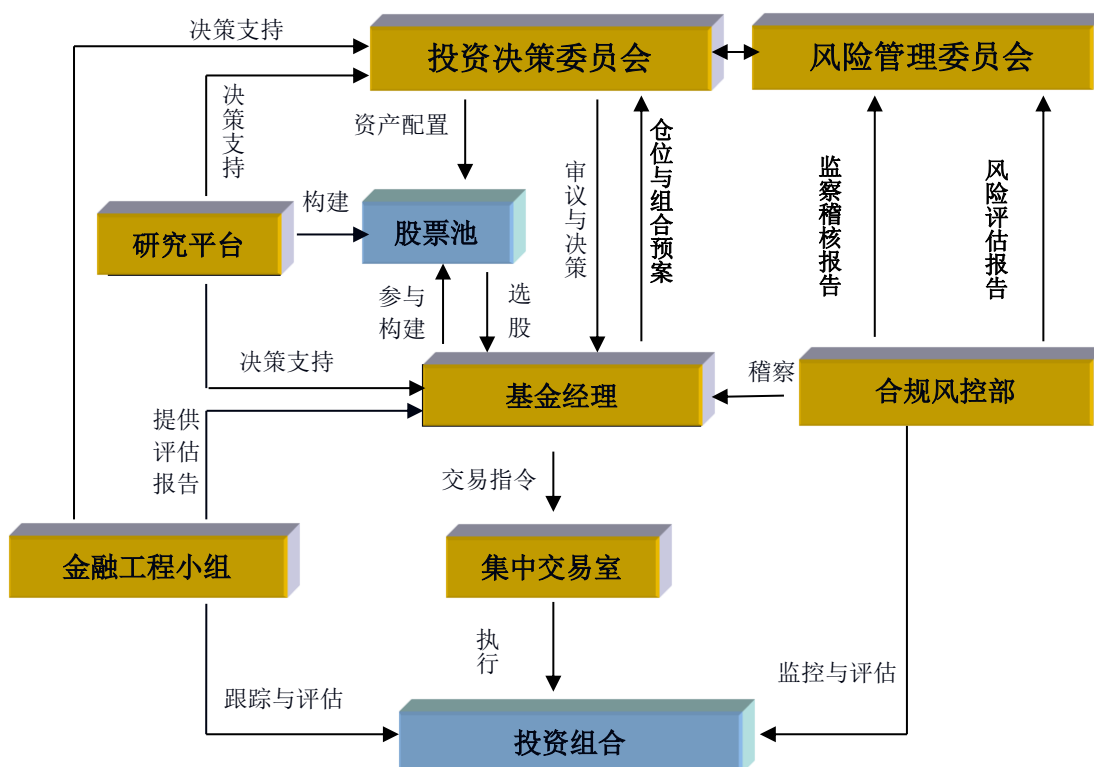 决策支持
投资决策委员会
风险管理委员会
决策支持
资产配置
审议与决策
仓位与组合预案
监察稽核报告
风险评估报告
研究平台
构建
股票池
参与
构建
选股
决策支持
基金经理
稽察
合规风控部
提供
评估
报告
交易指令
金融工程小组
集中交易室
执行
跟踪与评估
监控与评估
投资组合